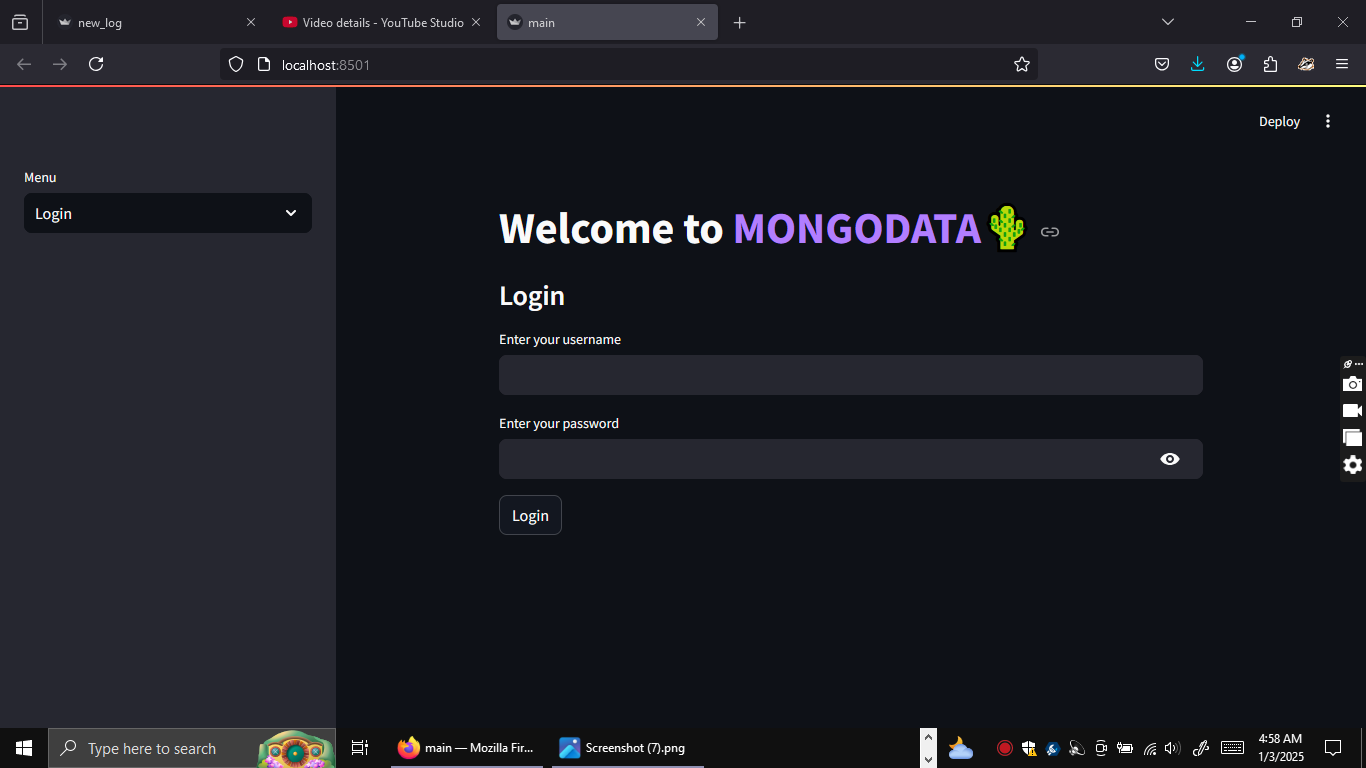 new_log
Video details - YouTube Studio
main
localhost:8501
Deploy
Menu
Login
Welcome to MONGODATA🌵
Login
Enter your username
Enter your password
Login
Type here to search
main — Mozilla Fir...
Screenshot (7).png
4:58 AM
1/3/2025